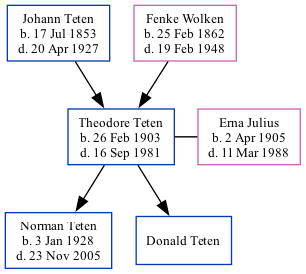 Johann Teten
b. 17 Jul 1853
d. 20 Apr 1927
Fenke Wolken
b. 25 Feb 1862
d. 19 Feb 1948
Theodore Teten
b. 26 Feb 1903
d. 16 Sep 1981
Erna Julius
b. 2 Apr 1905
d. 11 Mar 1988
Norman Teten
b. 3 Jan 1928
d. 23 Nov 2005
Donald Teten